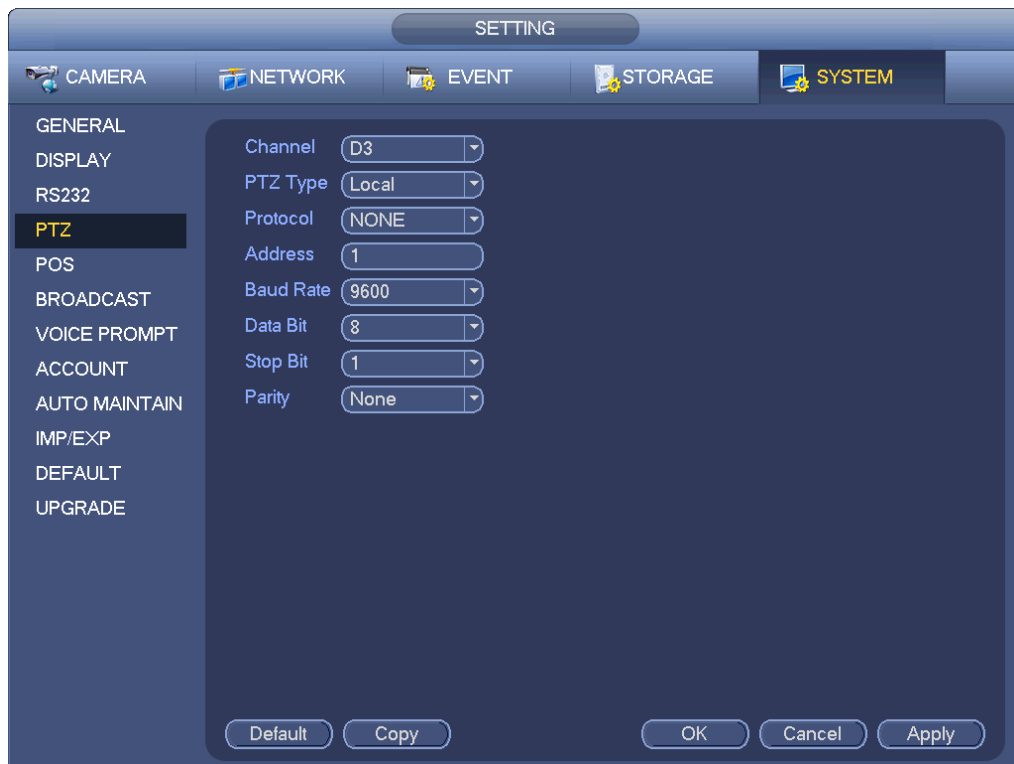 SETTING
CAMERA NETWORK EVENT STORAGE SYSTEM
GENERAL
DISPLAY
RS232
PTZ
POS
BROADCAST
VOICE PROMPT
ACCOUNT
AUTO MAINTAIN
IMP/EXP
DEFAULT
UPGRADE
Channel D3
PTZ Type Local
Protocol NONE
Address 1
Baud Rate 9600
Data Bit 8
Stop Bit 1
Parity None
Default Copy OK Cancel Apply